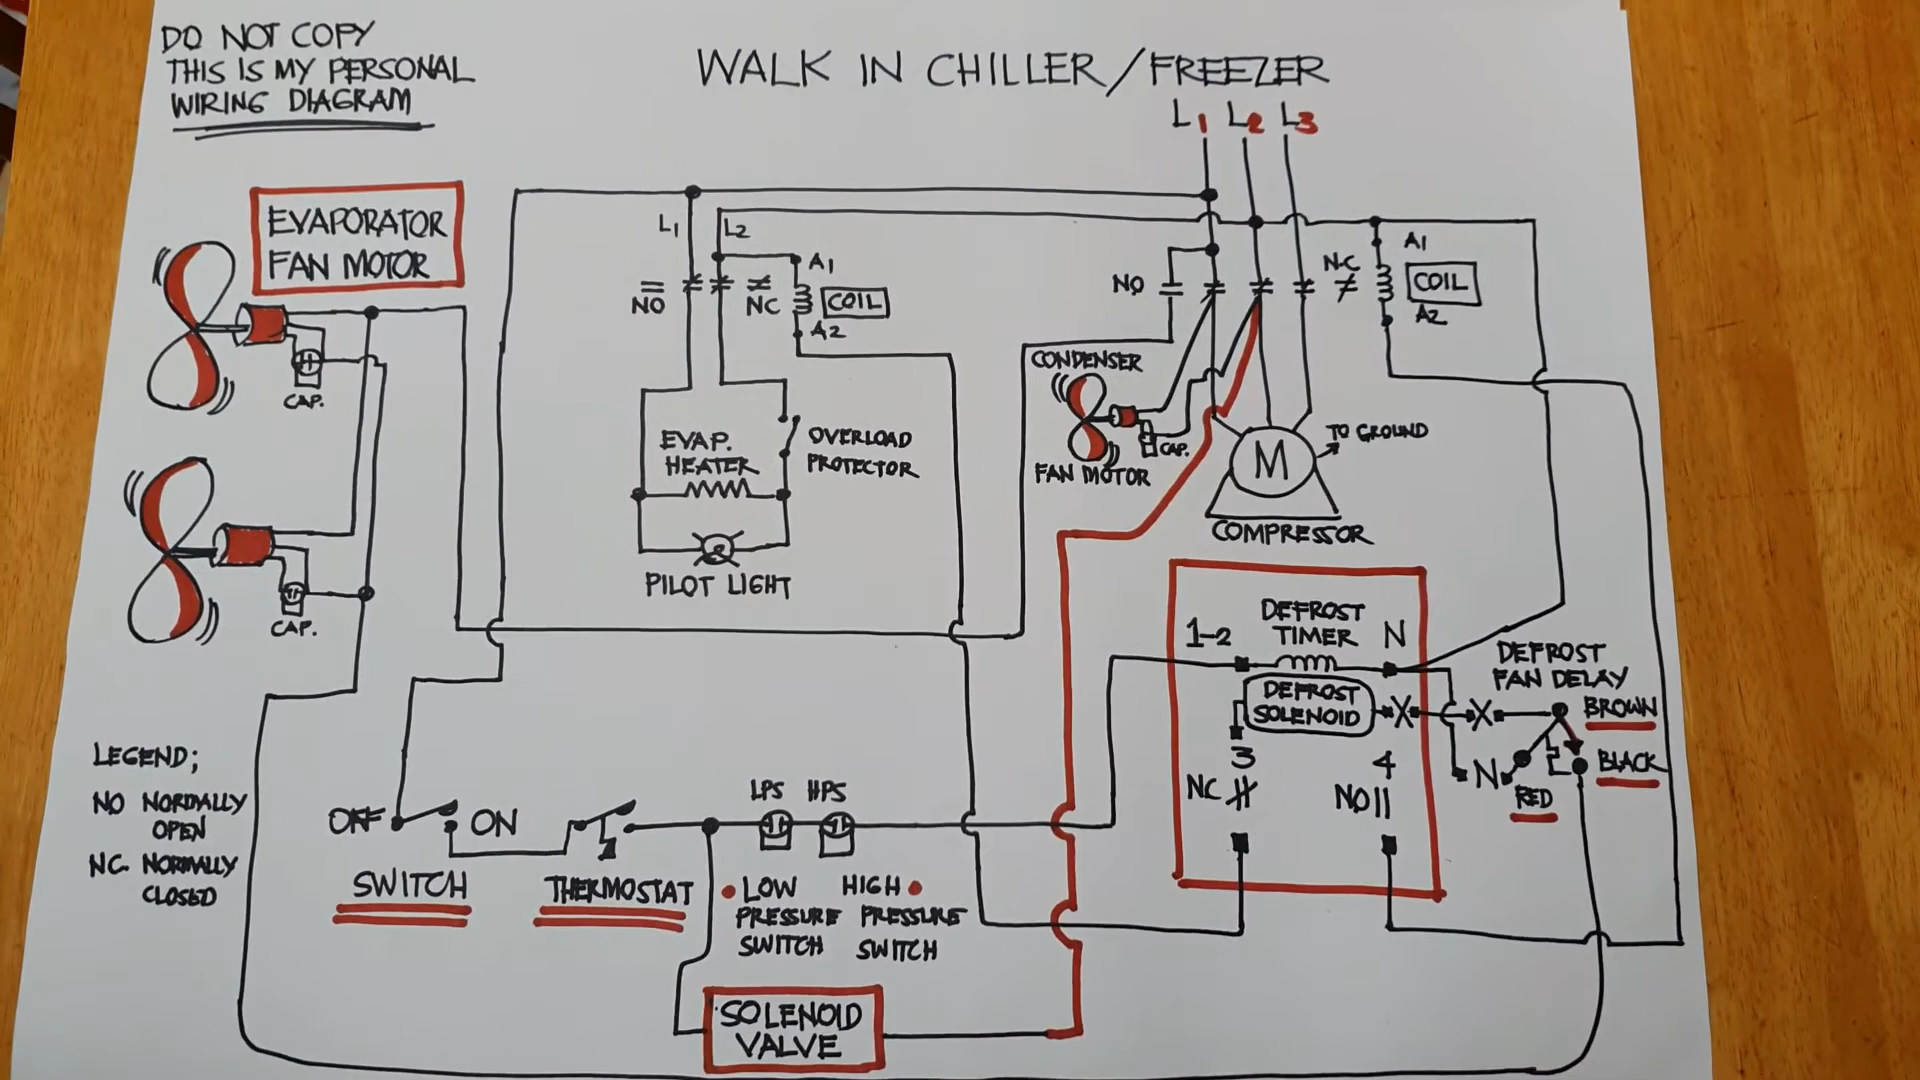 DO NOT COPY
THIS IS MY PERSONAL
WIRING DIAGRAM
WALK IN CHILLER/FREEZER
L1 L2 L3
EVAPORATOR
FAN MOTOR
CAP.
CAP.
L1 L2
NO
NC
A1
COIL
A2
EVAP.
HEATER
OVERLOAD
PROTECTOR
PILOT LIGHT
NO
N.C
A1
COIL
A2
CONDENSER
CAP.
FAN MOTOR
M
TO GROUND
COMPRESSOR
1-2
DEFROST
TIMER
N
DEFROST
SOLENOID
X
X
3
NC
4
NO
DEFROST
FAN DELAY
BROWN
BLACK
N
RED
LEGEND;
NO NORMALLY
OPEN
NC. NORMALLY
CLOSED
OFF
ON
SWITCH
THERMOSTAT
LPS HPS
LOW
PRESSURE
SWITCH
HIGH
PRESSURE
SWITCH
SOLENOID
VALVE